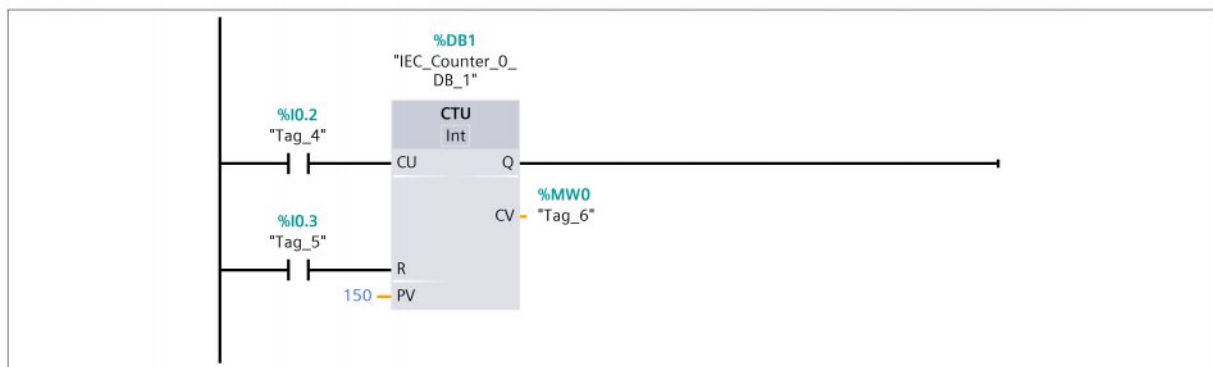 %DB1
"IEC_Counter_0_
DB_1"
%I0.2
"Tag_4"
CTU
Int
CU
Q
%MW0
CV
"Tag_6"
%I0.3
"Tag_5"
R
150
PV